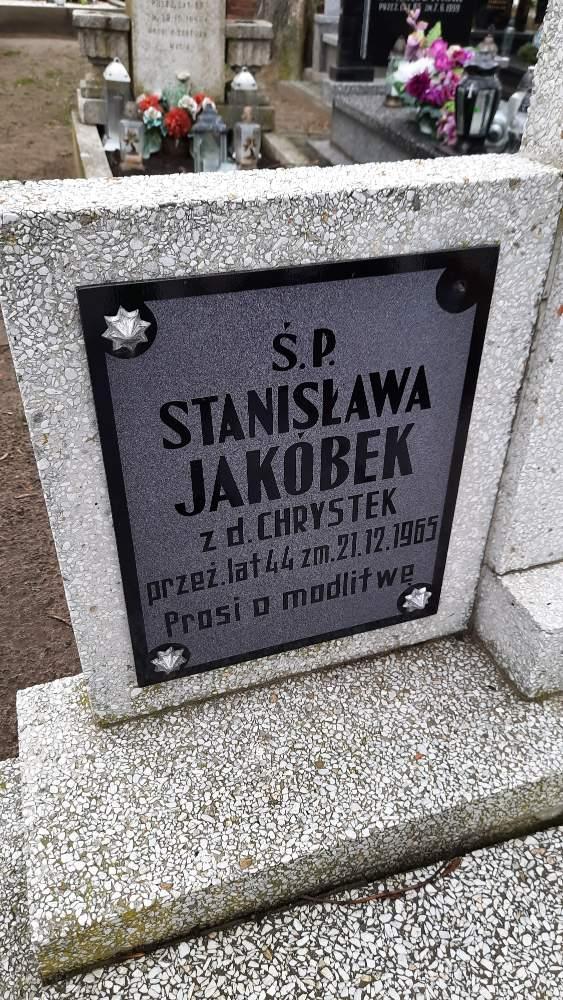 Ś.P.
STANISŁAWA
JAKÓBEK
z d. CHRYSTEK
przeż. lat 44 zm. 21.12.1965
Prosi o modlitwę